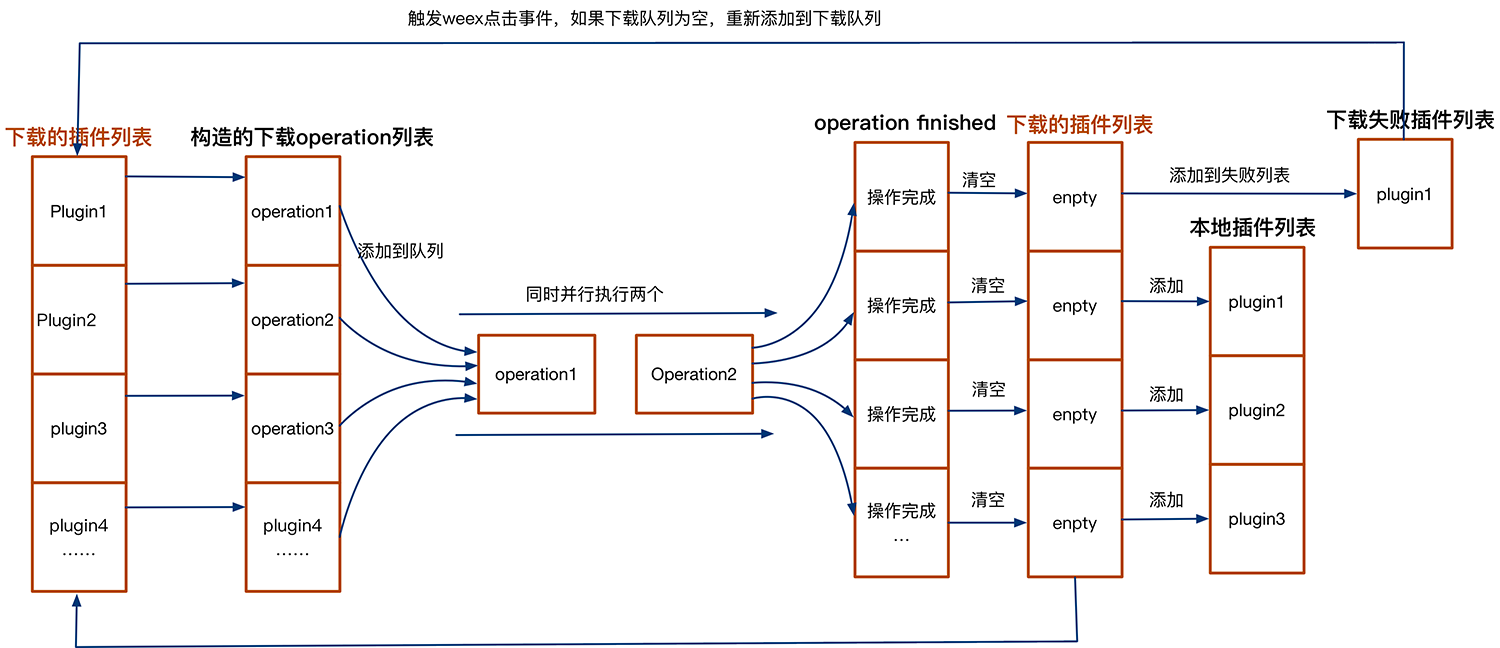 触发weex点击事件，如果下载队列为空，重新添加到下载队列
下载的插件列表
Plugin1
Plugin2
plugin3
plugin4
……
构造的下载operation列表
operation1
operation2
operation3
plugin4
……
添加到队列
同时并行执行两个
operation1
Operation2
operation finished
操作完成
操作完成
操作完成
操作完成
…
清空
清空
清空
清空
下载的插件列表
enpty
enpty
enpty
enpty
添加到失败列表
添加
添加
添加
本地插件列表
plugin1
plugin2
plugin3
下载失败插件列表
plugin1